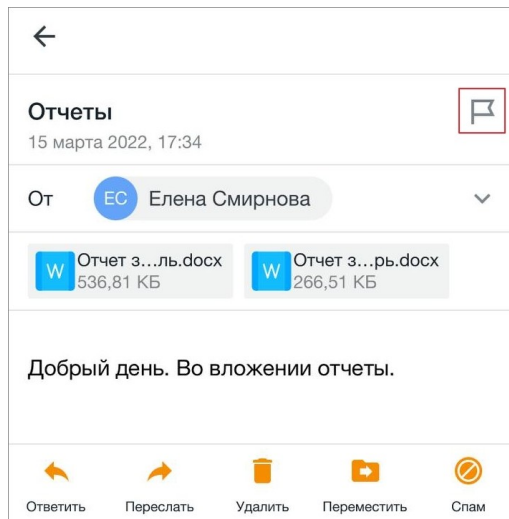 Отчеты
15 марта 2022, 17:34
От ЕС Елена Смирнова
W Отчет з...ль.docx W Отчет з...рь.docx
536,81 КБ 266,51 КБ
Добрый день. Во вложении отчеты.
Ответить Переслать Удалить Переместить Спам